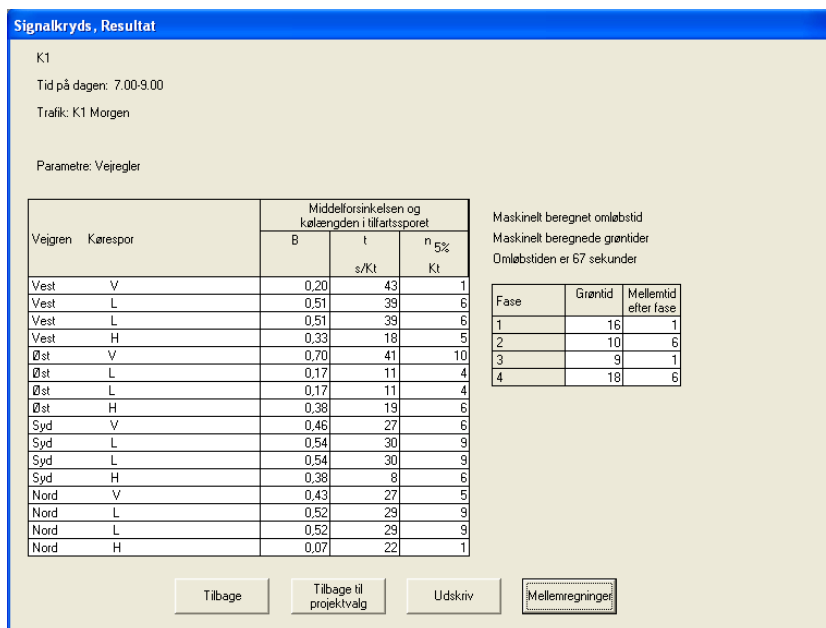 Signalkryds, Resultat
K1
Tid på dagen: 7.00-9.00
Trafik: K1 Morgen
Parametre: Vejregler
Vejgren Kørespor
Middelforsinkelsen og
kølængden i tilfartssporet
B t n 5%
s/Kt Kt
Vest V 0,20 43 1
Vest L 0,51 39 6
Vest L 0,51 39 6
Vest H 0,33 18 5
Øst V 0,70 41 10
Øst L 0,17 11 4
Øst L 0,17 11 4
Øst H 0,38 19 6
Syd V 0,46 27 6
Syd L 0,54 30 9
Syd L 0,54 30 9
Syd H 0,38 8 6
Nord V 0,43 27 5
Nord L 0,52 29 9
Nord L 0,52 29 9
Nord H 0,07 22 1
Maskinelt beregnet omløbstid
Maskinelt beregnede grøntider
Omløbstiden er 67 sekunder
Fase Grøntid Mellemtid
efter fase
1 16 1
2 10 6
3 9 1
4 18 6
Tilbage
Tilbage til
projektvalg
Udskriv
Mellemregninger